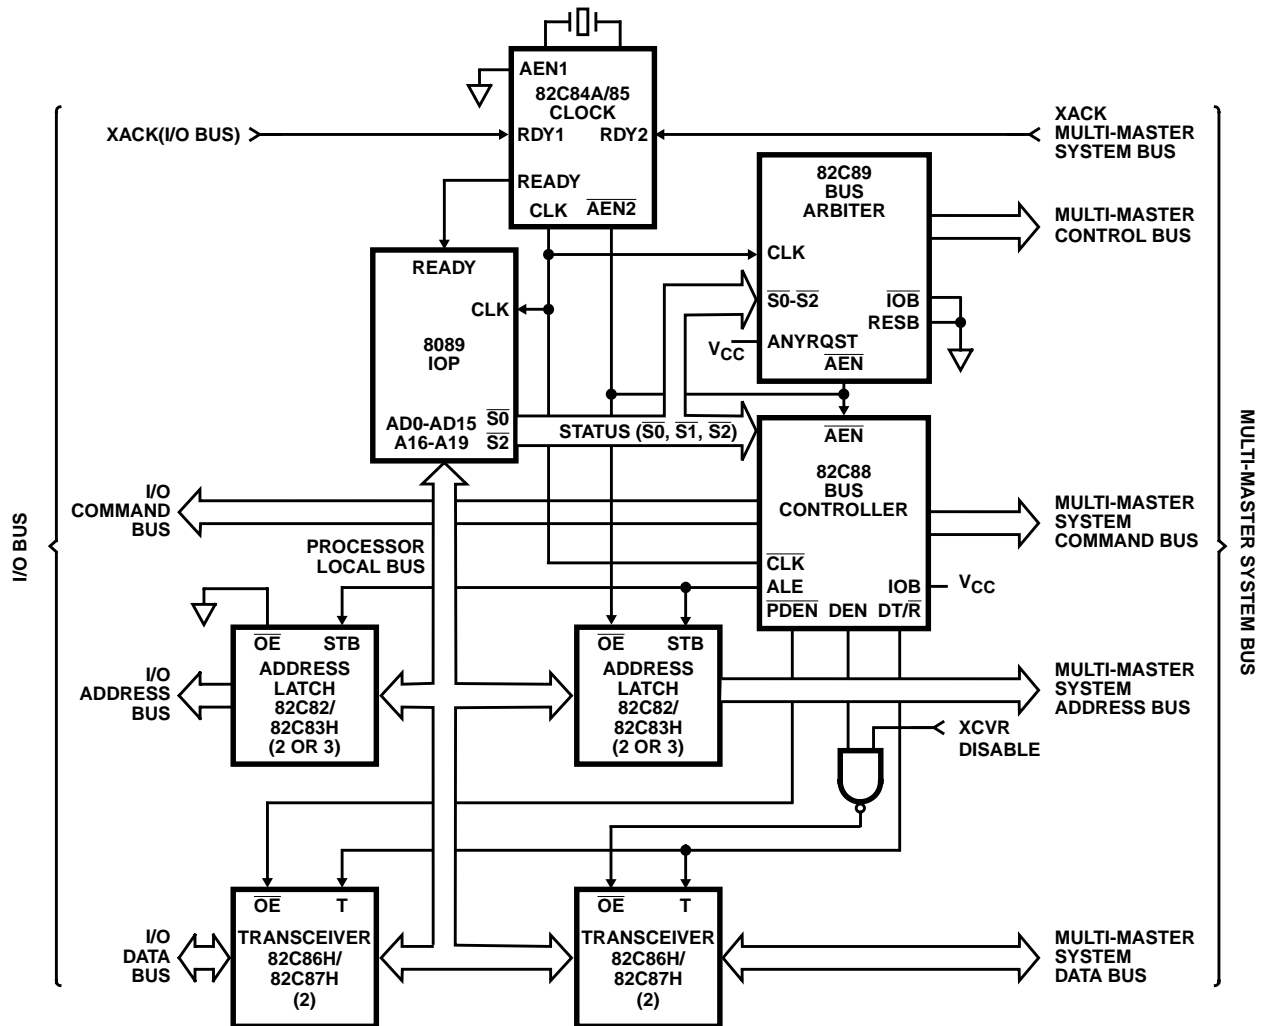 AEN1
82C84A/85
CLOCK
RDY1
RDY2
READY
CLK
AEN2
XACK(I/O BUS)
XACK
MULTI-MASTER
SYSTEM BUS
82C89
BUS
ARBITER
CLK
S0-S2
IOB
RESB
ANYRQST
AEN
VCC
MULTI-MASTER
CONTROL BUS
READY
CLK
8089
IOP
AD0-AD15
A16-A19
S0
S2
STATUS (S0, S1, S2)
AEN
82C88
BUS
CONTROLLER
CLK
ALE
IOB
VCC
PDEN
DEN
DT/R
I/O
COMMAND
BUS
MULTI-MASTER
SYSTEM
COMMAND BUS
PROCESSOR
LOCAL BUS
I/O BUS
MULTI-MASTER SYSTEM BUS
OE
STB
ADDRESS
LATCH
82C82/
82C83H
(2 OR 3)
OE
STB
ADDRESS
LATCH
82C82/
82C83H
(2 OR 3)
I/O
ADDRESS
BUS
MULTI-MASTER
SYSTEM
ADDRESS BUS
XCVR
DISABLE
OE
T
TRANSCEIVER
82C86H/
82C87H
(2)
OE
T
TRANSCEIVER
82C86H/
82C87H
(2)
I/O
DATA
BUS
MULTI-MASTER
SYSTEM
DATA BUS